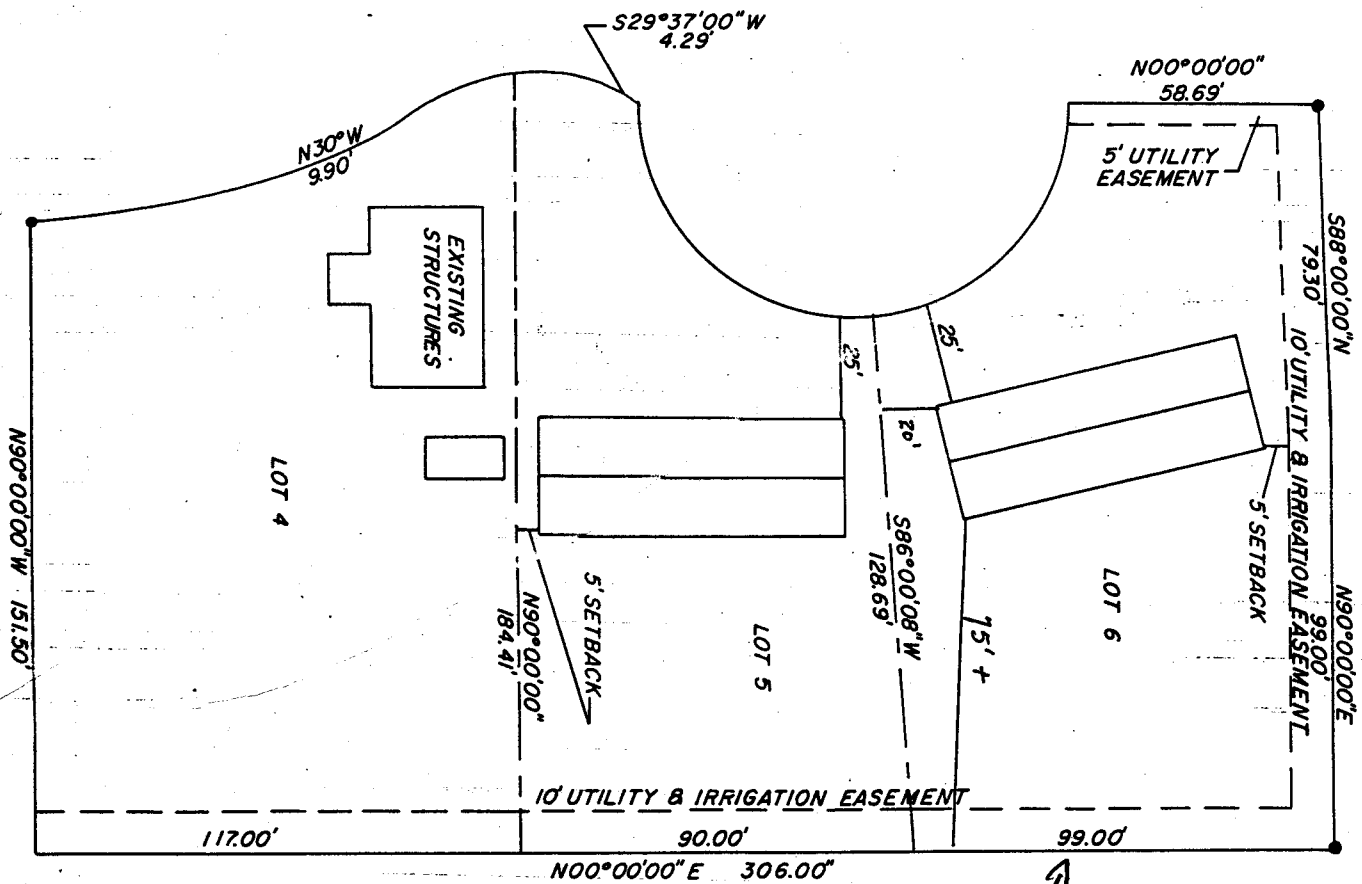 S29°37'00"W
4.29'
N00°00'00"
58.69'
N30°W
9.90'
5' UTILITY
EASEMENT
EXISTING
STRUCTURES
S88°00'00"N
79.30'
10' UTILITY & IRRIGATION EASEMENT
25'
25'
20'
N90°00'00"W 151.50'
LOT 4
S86°00'08"W
128.69'
5' SETBACK
LOT 6
N90°00'00"E
99.00'
5' SETBACK
N90°00'00"
184.41'
LOT 5
75' +
10' UTILITY & IRRIGATION EASEMENT
117.00'
90.00'
99.00'
N00°00'00" E 306.00"